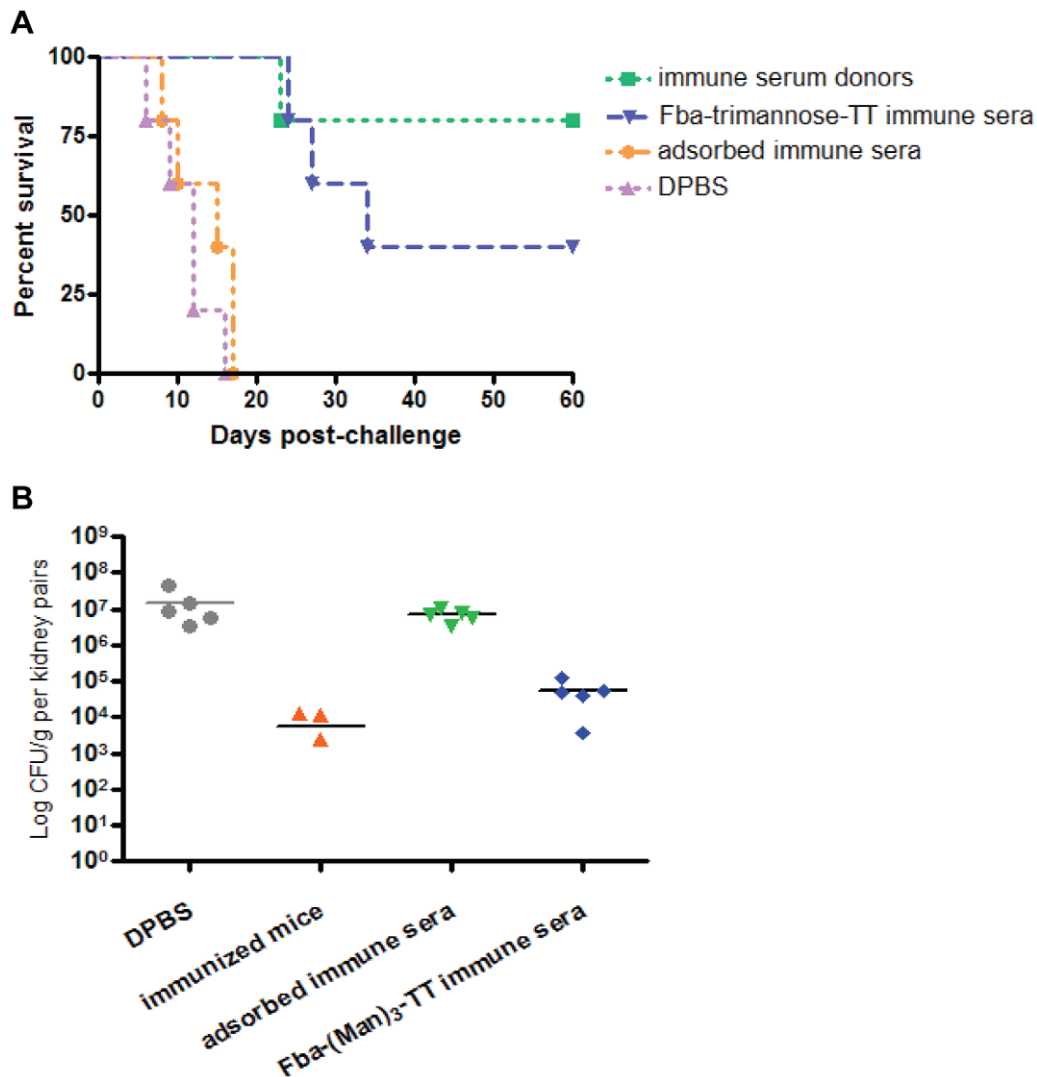 A
100
75
50
25
0
Percent survival
0 10 20 30 40 50 60
Days post-challenge
immune serum donors
Fba-trimannose-TT immune sera
adsorbed immune sera
DPBS
B
10⁹
10⁸
10⁷
10⁶
10⁵
10⁴
10³
10²
10¹
10⁰
Log CFU/g per kidney pairs
DPBS
immunized mice
adsorbed immune sera
Fba-(Man)₃-TT immune sera